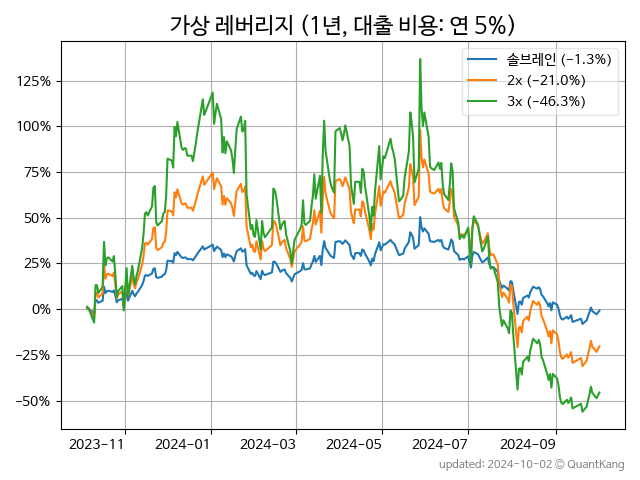 가상 레버리지 (1년, 대출 비용: 연 5%)
솔브레인 (−1.3%)
2x (−21.0%)
3x (−46.3%)
125%
100%
75%
50%
25%
0%
−25%
−50%
2023-11
2024-01
2024-03
2024-05
2024-07
2024-09
updated: 2024-10-02 © QuantKang